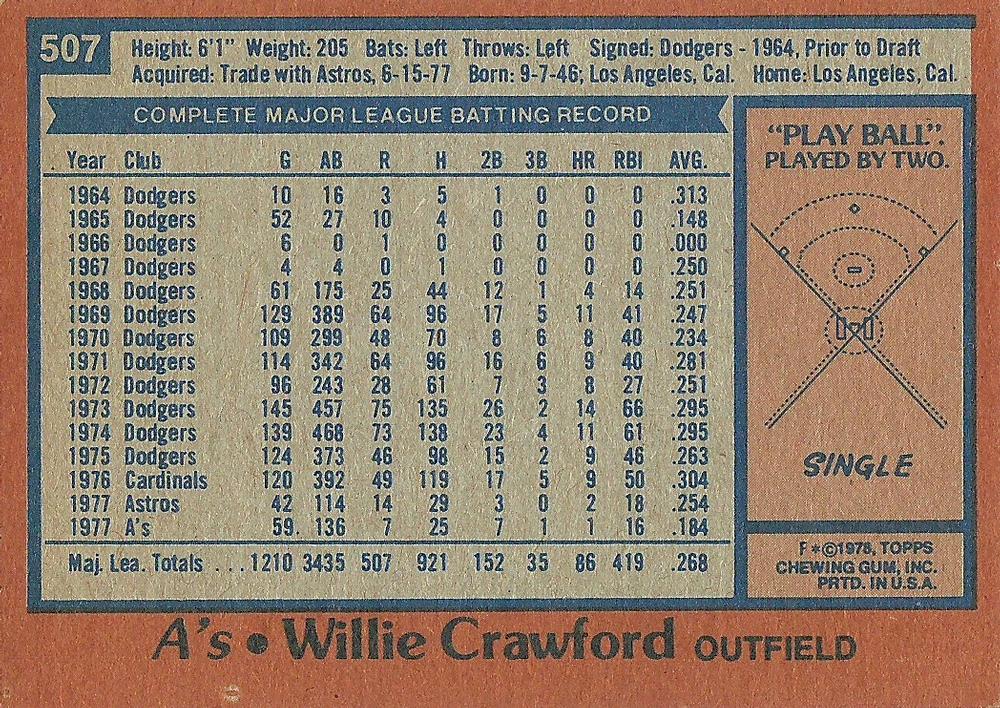 507
Height: 6'1" Weight: 205 Bats: Left Throws: Left Signed: Dodgers - 1964, Prior to Draft
Acquired: Trade with Astros, 6-15-77 Born: 9-7-46; Los Angeles, Cal. Home: Los Angeles, Cal.
COMPLETE MAJOR LEAGUE BATTING RECORD
Year Club G AB R H 2B 3B HR RBI AVG.
1964 Dodgers 10 16 3 5 1 0 0 0 .313
1965 Dodgers 52 27 10 4 0 0 0 0 .148
1966 Dodgers 6 0 1 0 0 0 0 0 .000
1967 Dodgers 4 4 0 1 0 0 0 0 .250
1968 Dodgers 61 175 25 44 12 1 4 14 .251
1969 Dodgers 129 389 64 96 17 5 11 41 .247
1970 Dodgers 109 299 48 70 8 6 8 40 .234
1971 Dodgers 114 342 64 96 16 6 9 40 .281
1972 Dodgers 96 243 28 61 7 3 8 27 .251
1973 Dodgers 145 457 75 135 26 2 14 66 .295
1974 Dodgers 139 468 73 138 23 4 11 61 .295
1975 Dodgers 124 373 46 98 15 2 9 46 .263
1976 Cardinals 120 392 49 119 17 5 9 50 .304
1977 Astros 42 114 14 29 3 0 2 18 .254
1977 A's 59. 136 7 25 7 1 1 16 .184
Maj. Lea. Totals ...1210 3435 507 921 152 35 86 419 .268
"PLAY BALL".
PLAYED BY TWO.
SINGLE
F*©1978, TOPPS
CHEWING GUM, INC.
PRTD. IN U.S.A.
A's • Willie Crawford OUTFIELD